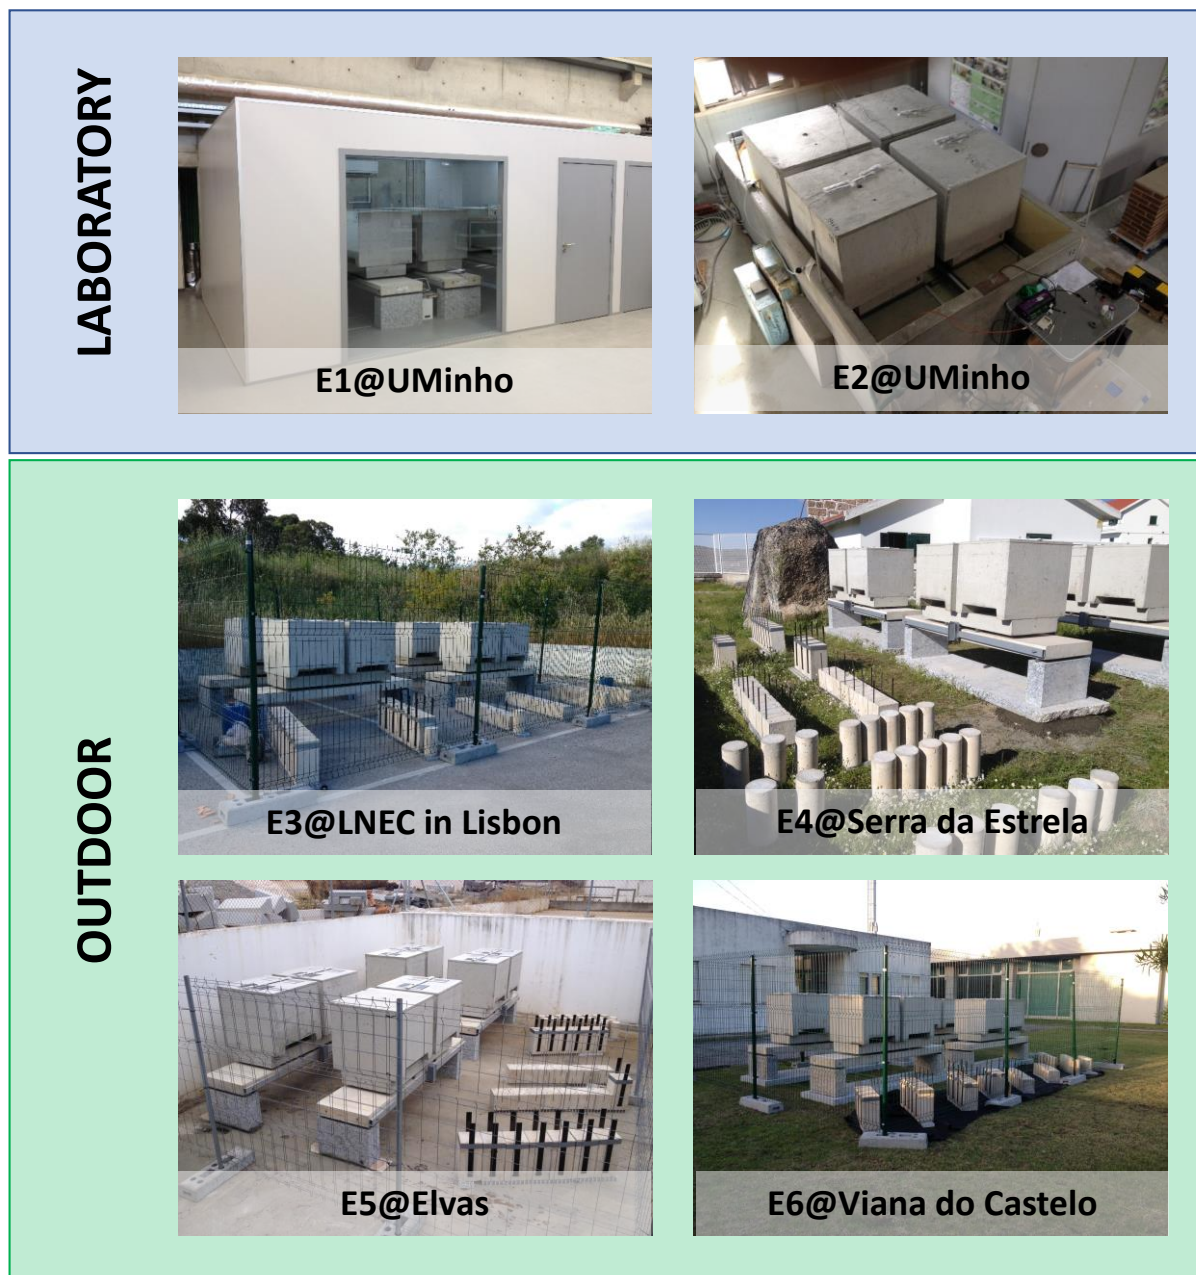 LABORATORY
E1@UMinho
E2@UMinho
OUTDOOR
E3@LNEC in Lisbon
E4@Serra da Estrela
E5@Elvas
E6@Viana do Castelo